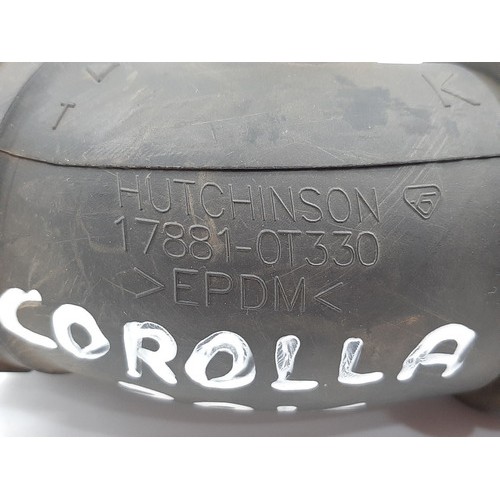 HUTCHINSON
17881-0T330
>EPDM<
COROLLA